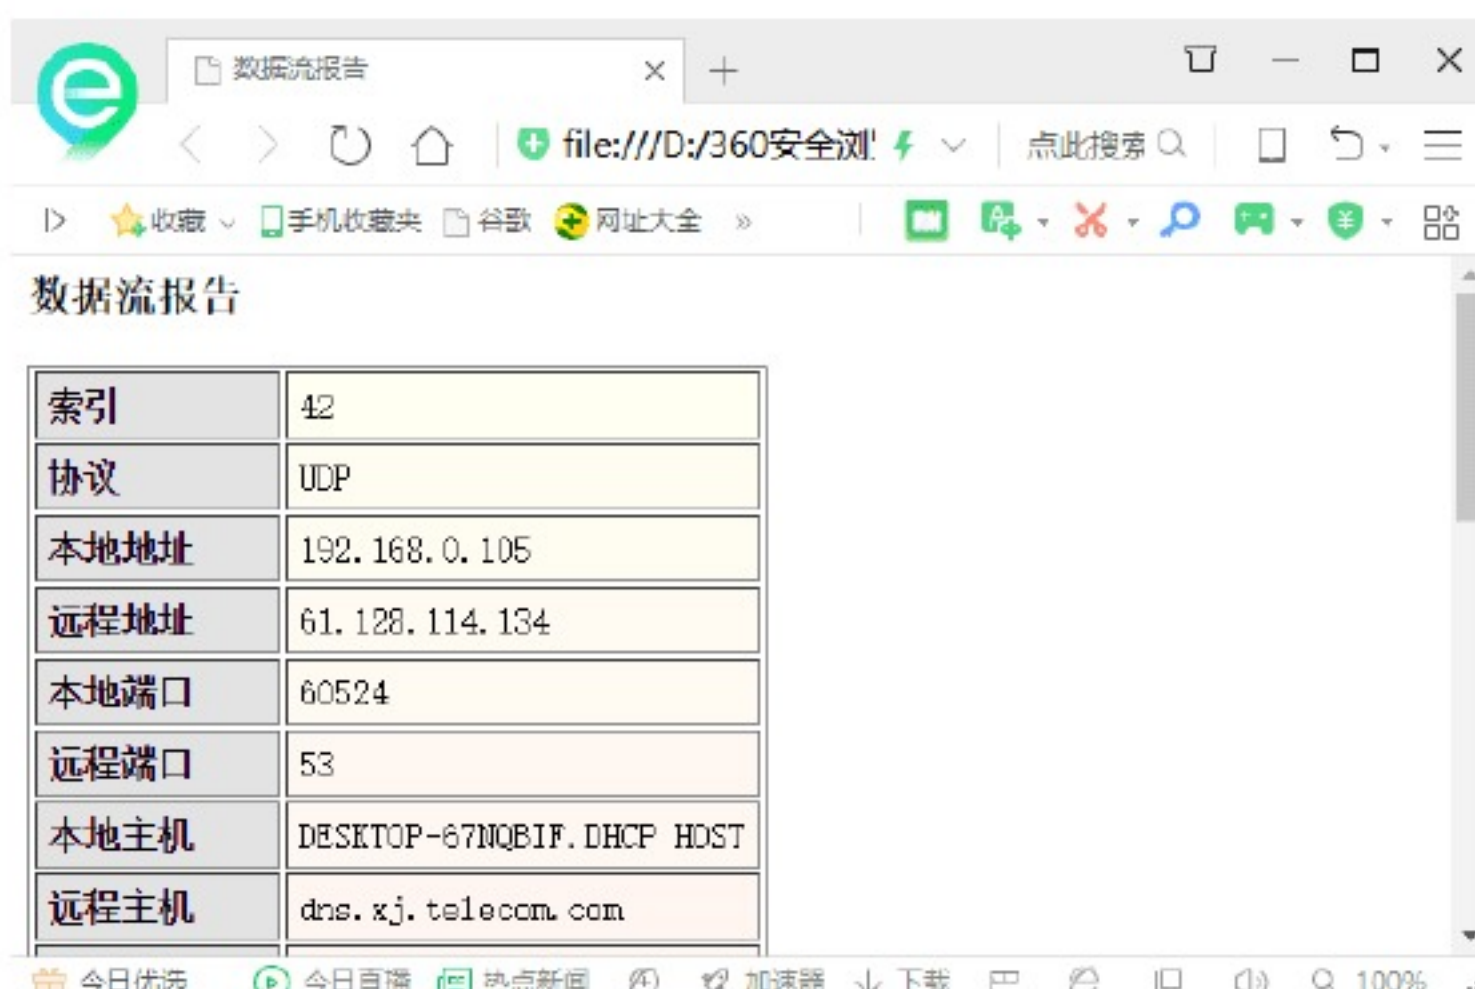 数据流报告
file:///D:/360安全浏
点此搜索
收藏 手机收藏夹 谷歌 网址大全 »
数据流报告
索引 42
协议 UDP
本地地址 192.168.0.105
远程地址 61.128.114.134
本地端口 60524
远程端口 53
本地主机 DESKTOP-67NQBIF.DHCP HOST
远程主机 dns.xj.telecom.com
今日优选 今日直播 热点新闻 加速器 下载 100%